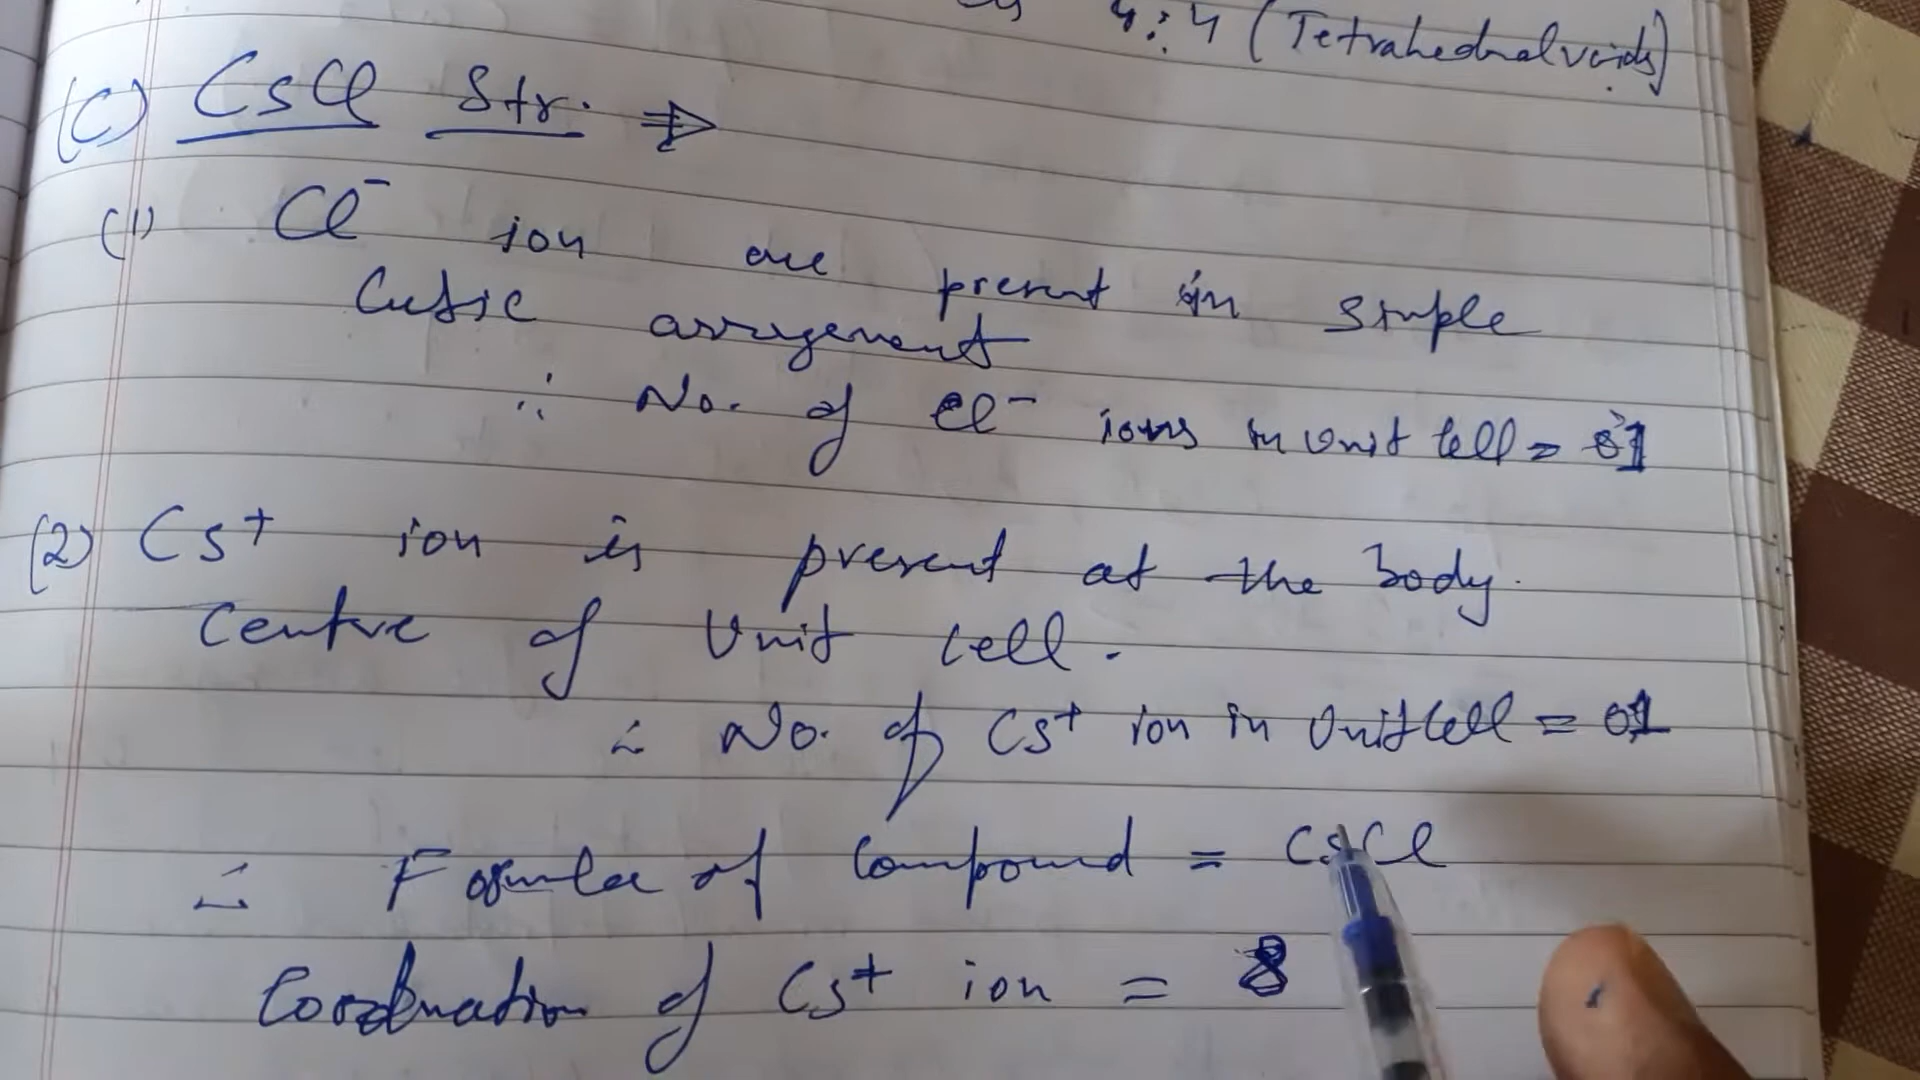 4:4 (Tetrahedral voids)
(C) CsCl Str. ⇒
(1) Cl⁻ ion are present in simple
Cubic arrangement
∴ No. of Cl⁻ ions in Unit Cell = 01
(2) Cs⁺ ion is present at the Body
Centre of Unit Cell.
∴ No. of Cs⁺ ion in Unit Cell = 01
∴ Formula of Compound = CsCl
Coordination of Cs⁺ ion = 8